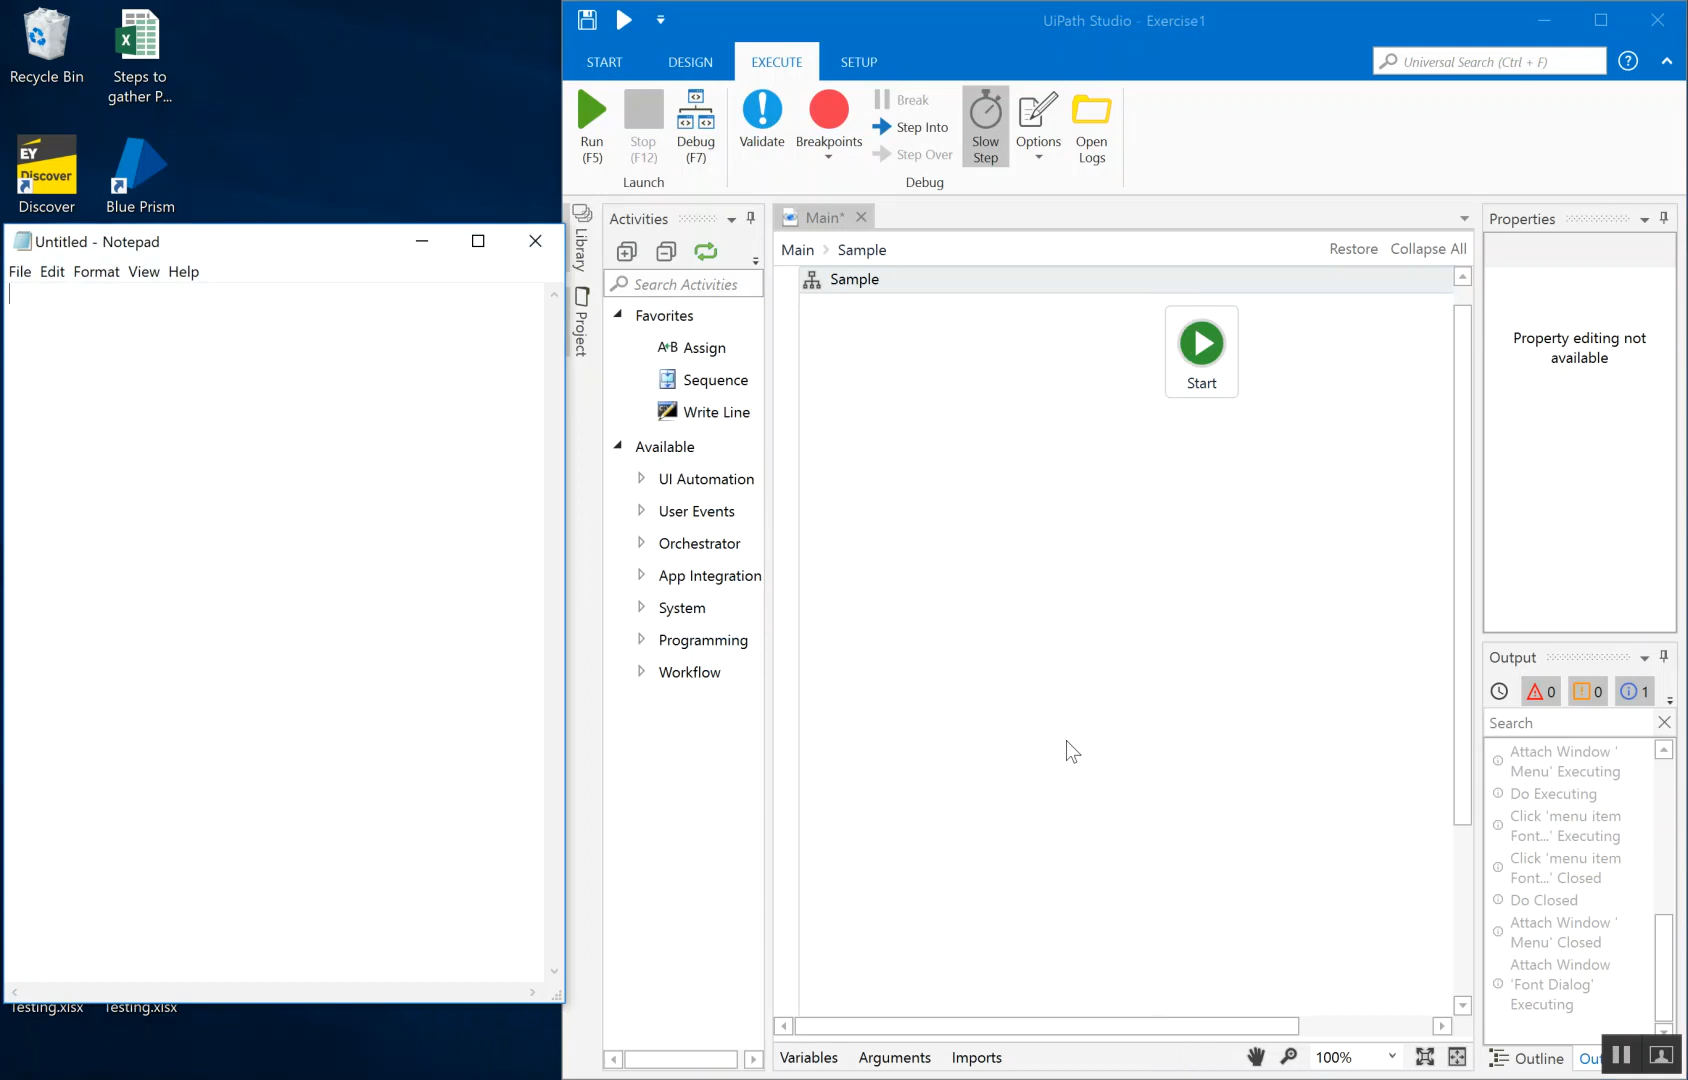 Recycle Bin
Steps to
gather P...
EY
Discover
Discover
Blue Prism
Untitled - Notepad
File Edit Format View Help
Testing.xlsx
Testing.xlsx
UiPath Studio - Exercise1
START DESIGN EXECUTE SETUP
Universal Search (Ctrl + F)
Run
(F5)
Stop
(F12)
Debug
(F7)
Launch
Validate
Breakpoints
Break
Step Into
Step Over
Slow
Step
Options
Open
Logs
Debug
Library
Project
Activities
Search Activities
Favorites
A+B Assign
Sequence
Write Line
Available
UI Automation
User Events
Orchestrator
App Integration
System
Programming
Workflow
Main*
Main > Sample
Restore Collapse All
Sample
Start
Variables Arguments Imports
100%
Properties
Property editing not
available
Output
0 0 1
Search
Attach Window '
Menu' Executing
Do Executing
Click 'menu item
Font...' Executing
Click 'menu item
Font...' Closed
Do Closed
Attach Window '
Menu' Closed
Attach Window
'Font Dialog'
Executing
Outline
Out